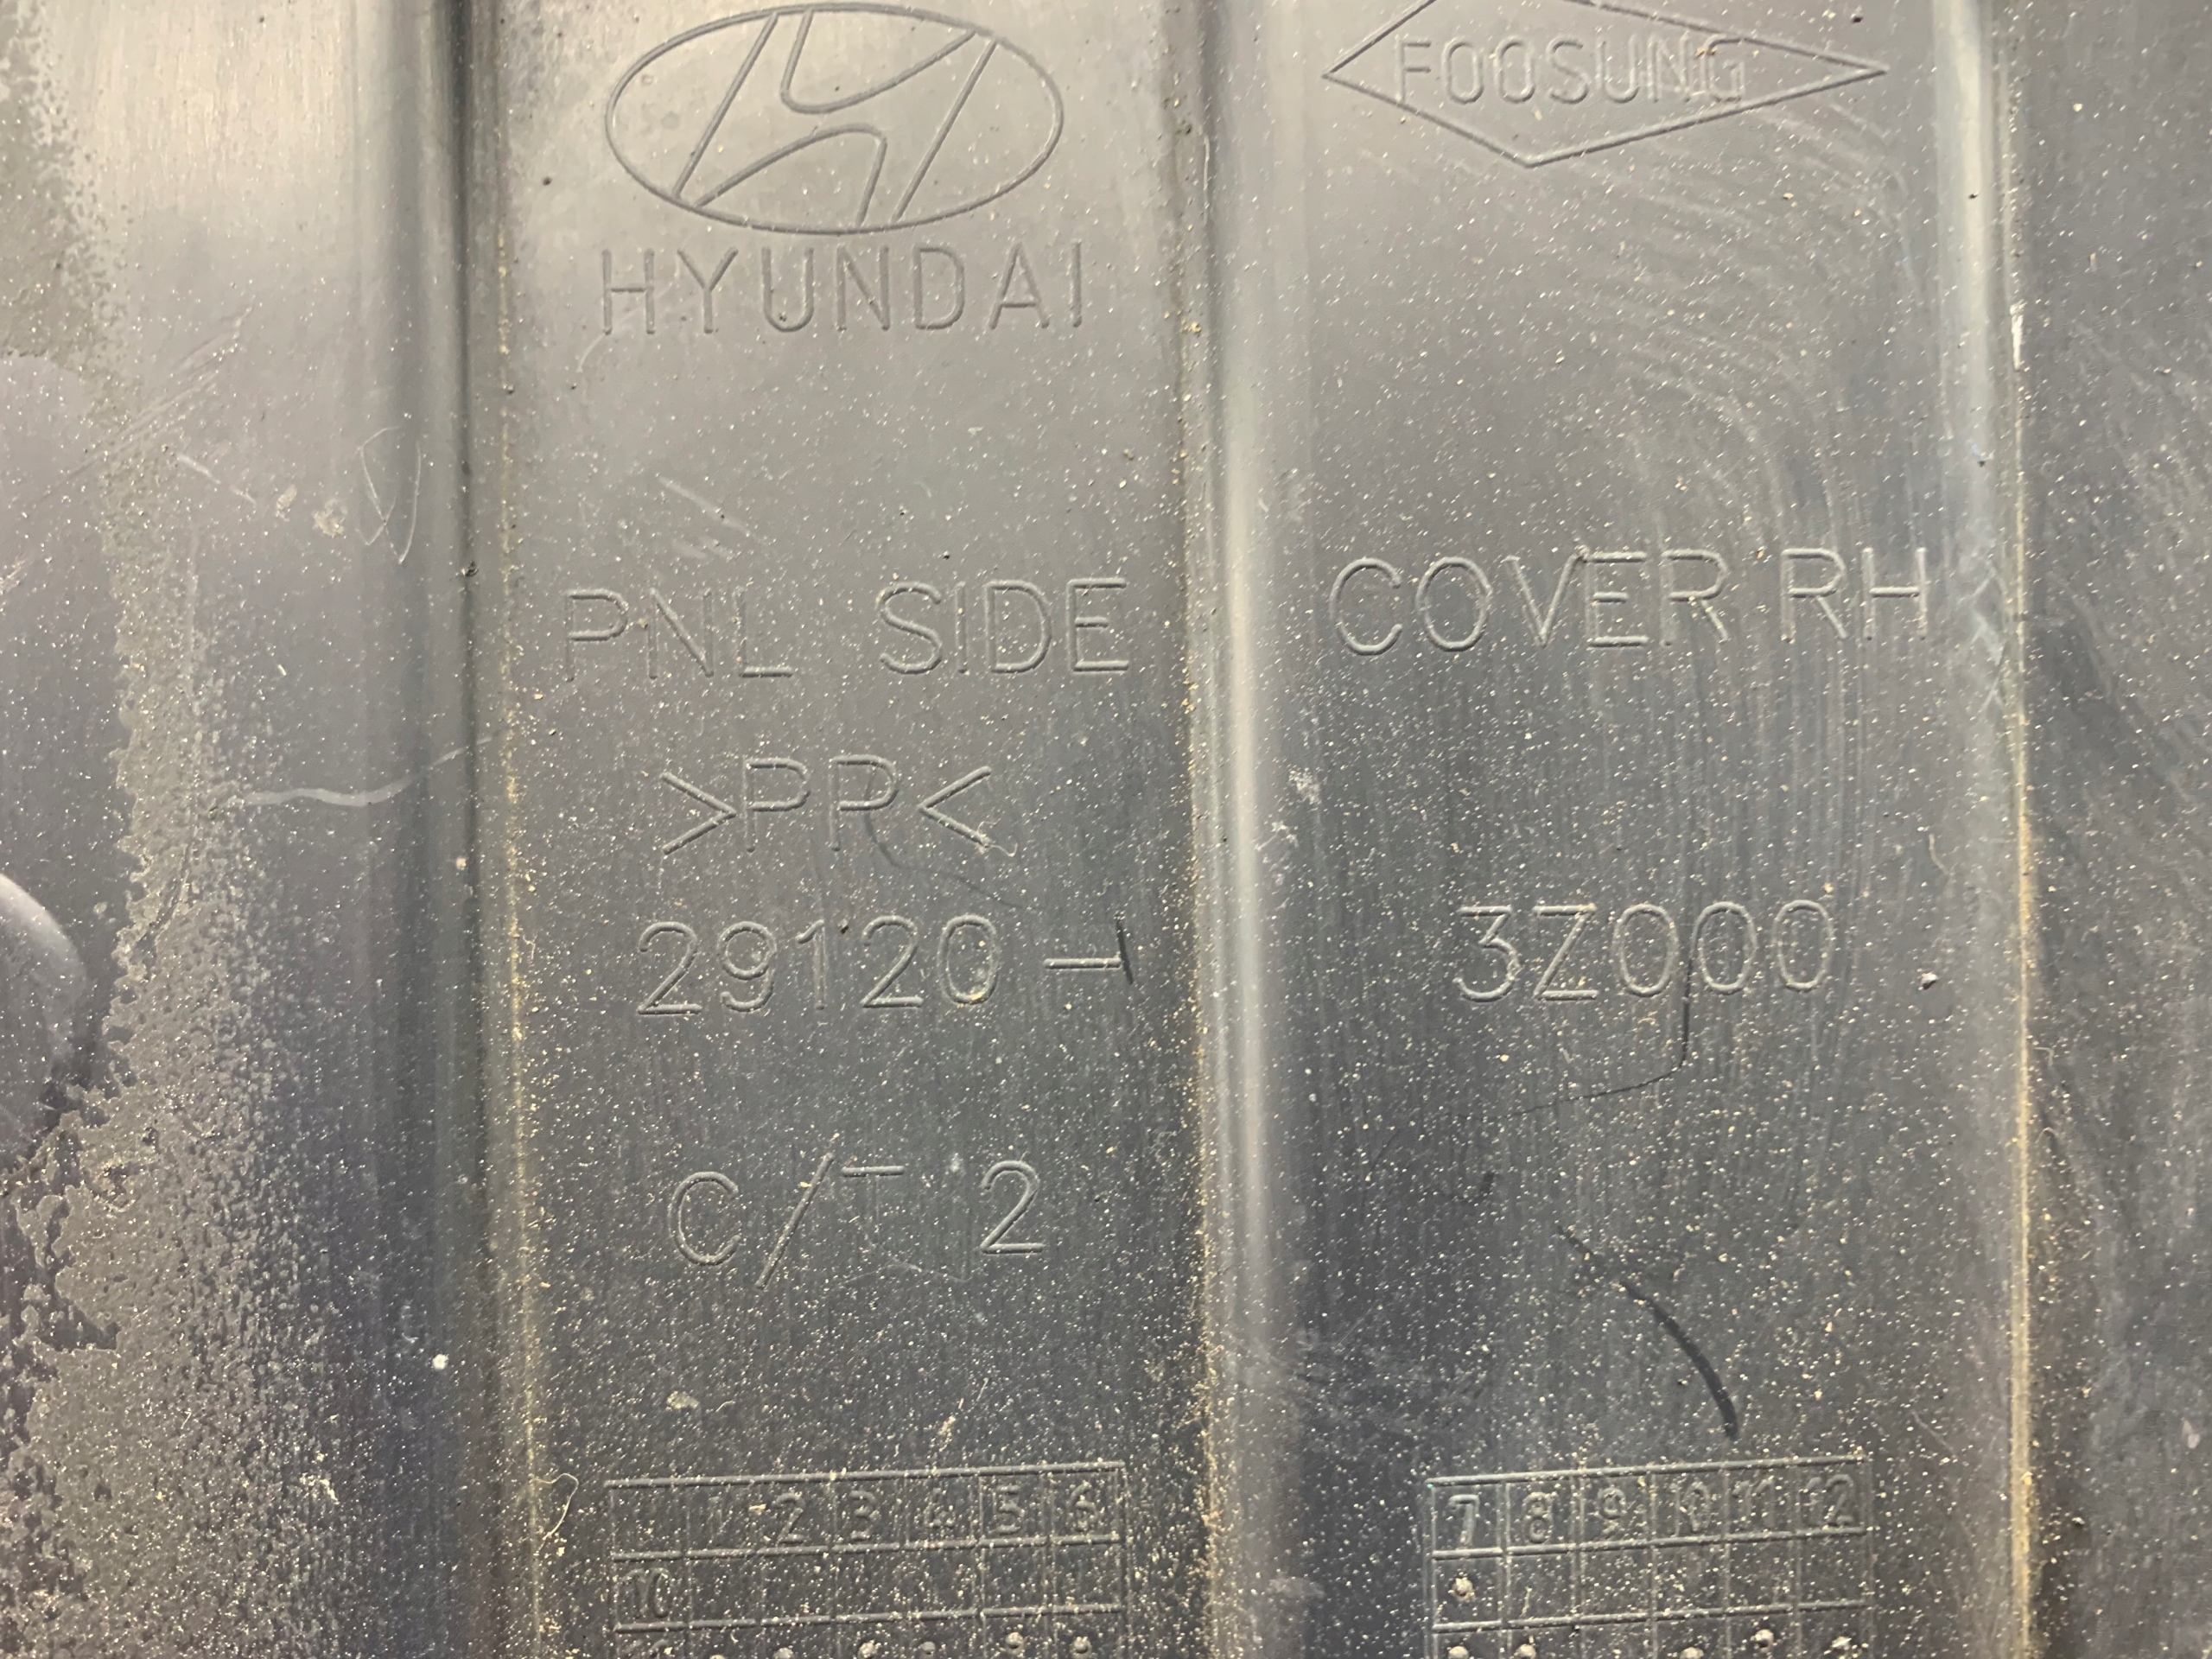 FOOSUNG
HYUNDAI
PNL SIDE COVER RH
>PP<
29120 - 3Z000
C/T 2
1 2 3 4 5 6 7 8 9 10 11 12
10